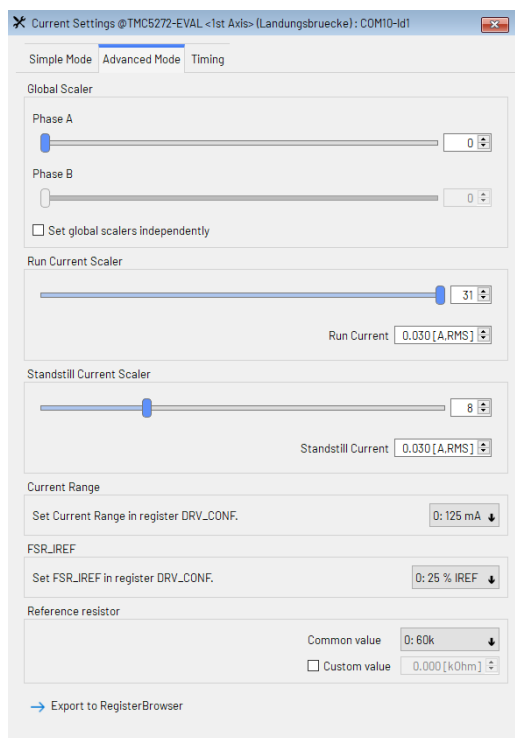 Current Settings @TMC5272-EVAL <1st Axis> (Landungsbruecke) : COM10-Id1
Simple Mode Advanced Mode Timing
Global Scaler
Phase A
0
Phase B
0
Set global scalers independently
Run Current Scaler
31
Run Current 0.030 [A,RMS]
Standstill Current Scaler
8
Standstill Current 0.030 [A,RMS]
Current Range
Set Current Range in register DRV_CONF. 0: 125 mA
FSR_IREF
Set FSR_IREF in register DRV_CONF. 0: 25 % IREF
Reference resistor
Common value 0: 60k
Custom value 0.000 [kOhm]
Export to RegisterBrowser